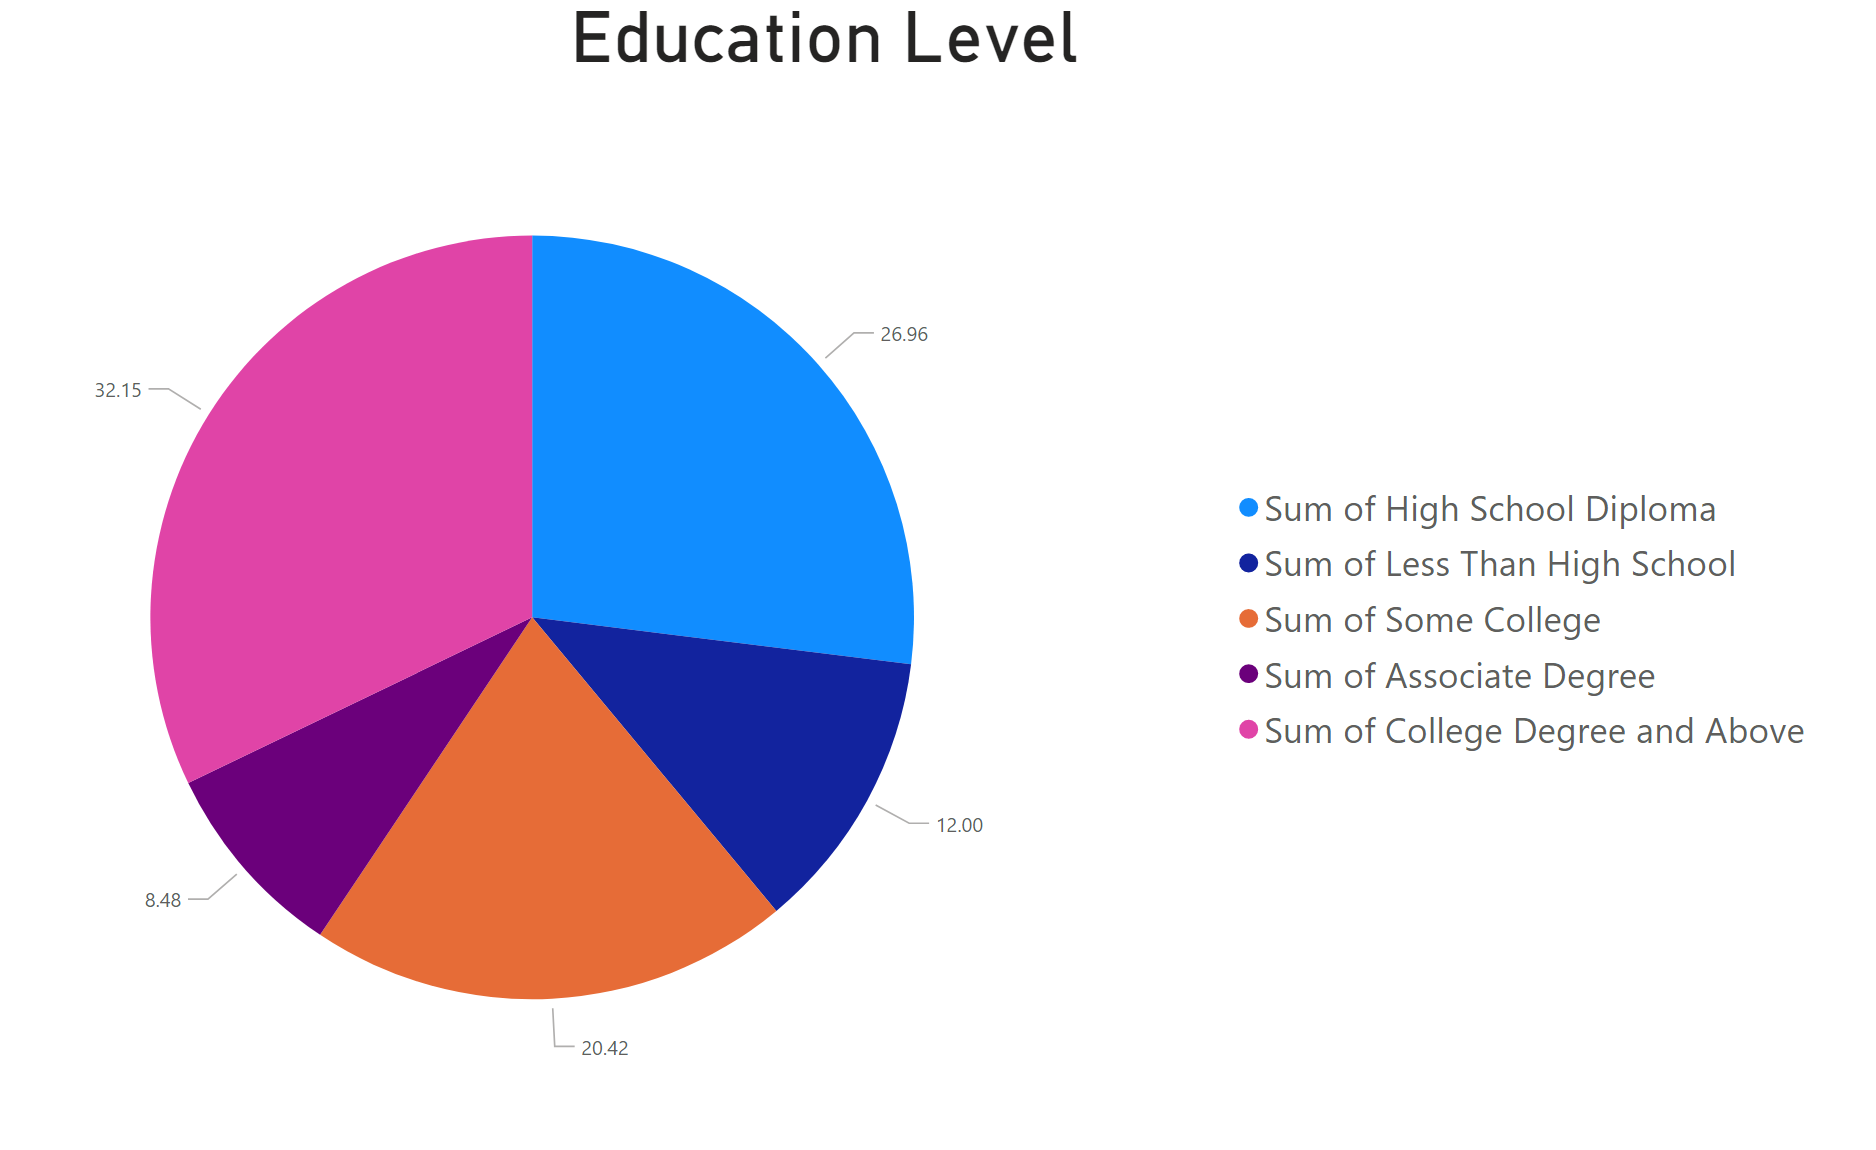 Education Level
26.96
32.15
12.00
8.48
20.42
Sum of High School Diploma
Sum of Less Than High School
Sum of Some College
Sum of Associate Degree
Sum of College Degree and Above